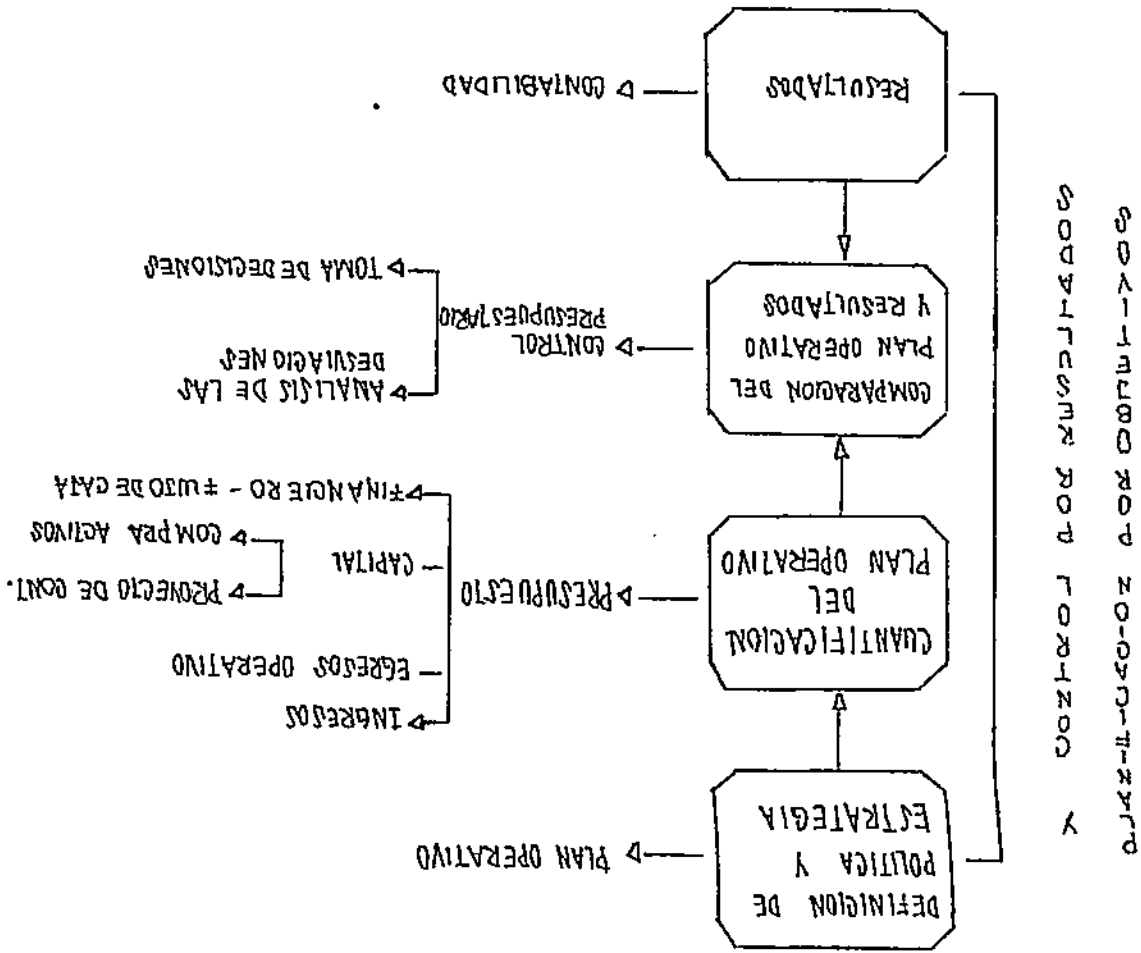 PLANIFICACION POR OBJETIVOS
Y CONTROL POR RESULTADOS
DEFINICION DE
POLITICA Y
ESTRATEGIA
PLAN OPERATIVO
CUANTIFICACION
DEL
PLAN OPERATIVO
PRESUPUESTO
INGRESOS
EGRESOS OPERATIVO
CAPITAL
PROYECTO DE CONT.
COMPRA ACTIVOS
FINANCIERO - FLUJO DE CAJA
COMPARACION DEL
PLAN OPERATIVO
Y RESULTADOS
CONTROL
PRESUPUESTARIO
ANALISIS DE LAS
DESVIACIONES
TOMA DE DECISIONES
RESULTADOS
CONTABILIDAD